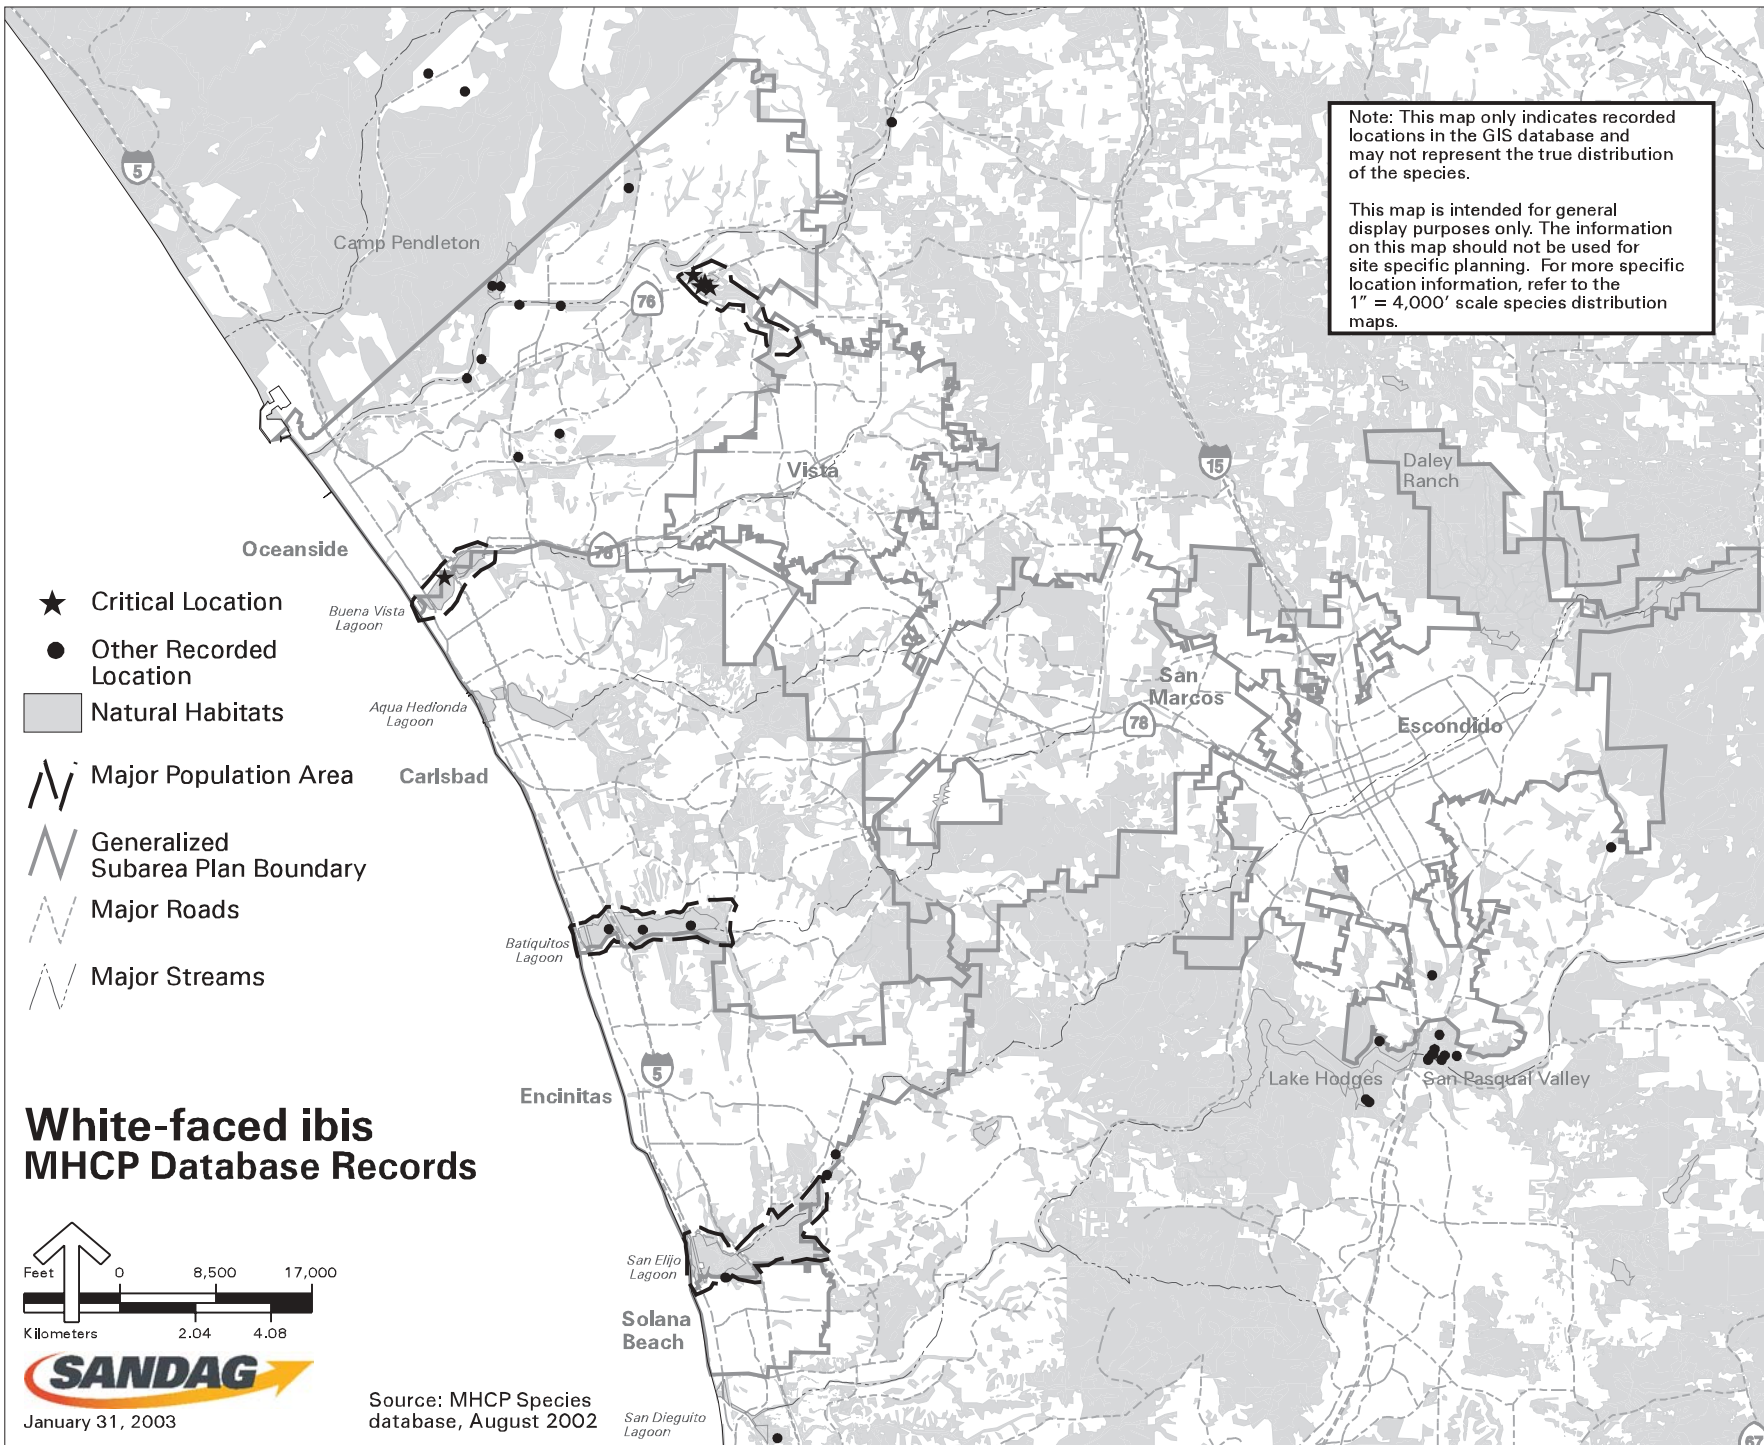 Note: This map only indicates recorded
locations in the GIS database and
may not represent the true distribution
of the species.
This map is intended for general
display purposes only. The information
on this map should not be used for
site specific planning. For more specific
location information, refer to the
1” = 4,000’ scale species distribution
maps.
5
Camp Pendleton
76
Daley
Ranch
15
Vista
Oceanside
78
Critical Location
Buena Vista
Lagoon
Other Recorded
Location
San
Marcos
Natural Habitats
Aqua Hedionda
Lagoon
78
Escondido
Major Population Area
Carlsbad
Generalized
Subarea Plan Boundary
Major Roads
Batiquitos
Lagoon
Major Streams
5
Lake Hodges
San Pasqual Valley
Encinitas
White-faced ibis
MHCP Database Records
San Elijo
Lagoon
Feet 0 8,500 17,000
Kilometers 2.04 4.08
Solana
Beach
SANDAG
January 31, 2003
Source: MHCP Species
database, August 2002
San Dieguito
Lagoon
67